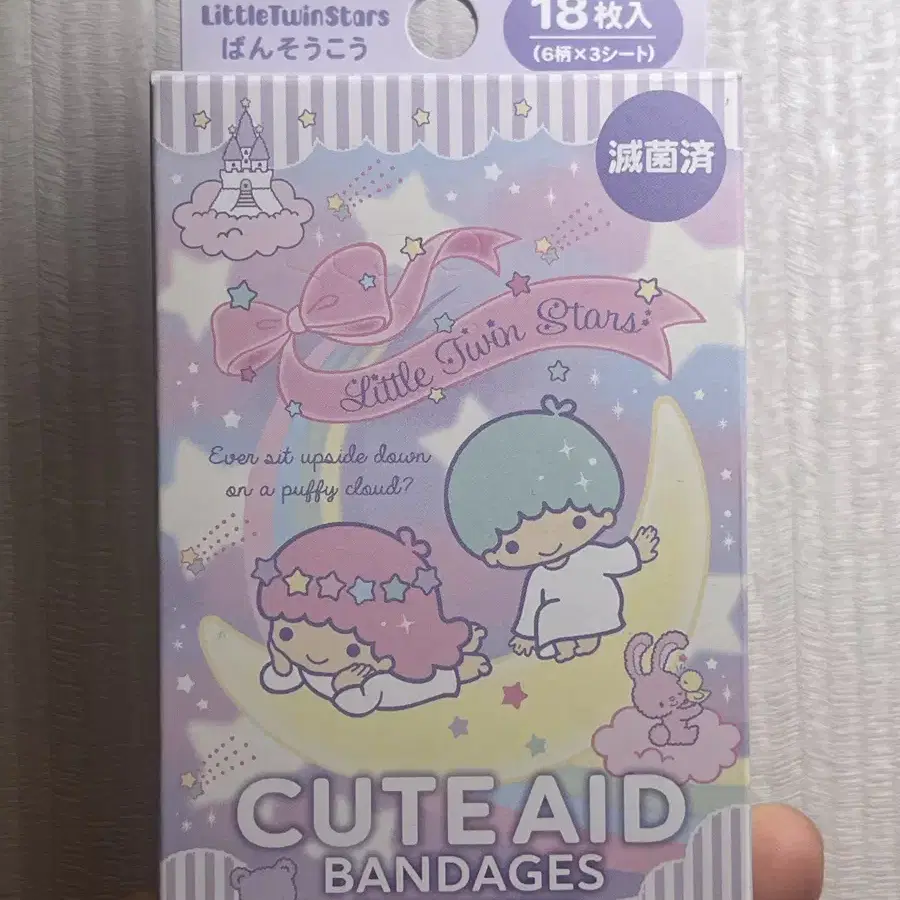 LittleTwinStars
ばんそうこう
18枚入
(6柄×3シート)
滅菌済
Little Twin Stars
Ever sit upside down
on a puffy cloud?
CUTE AID
BANDAGES